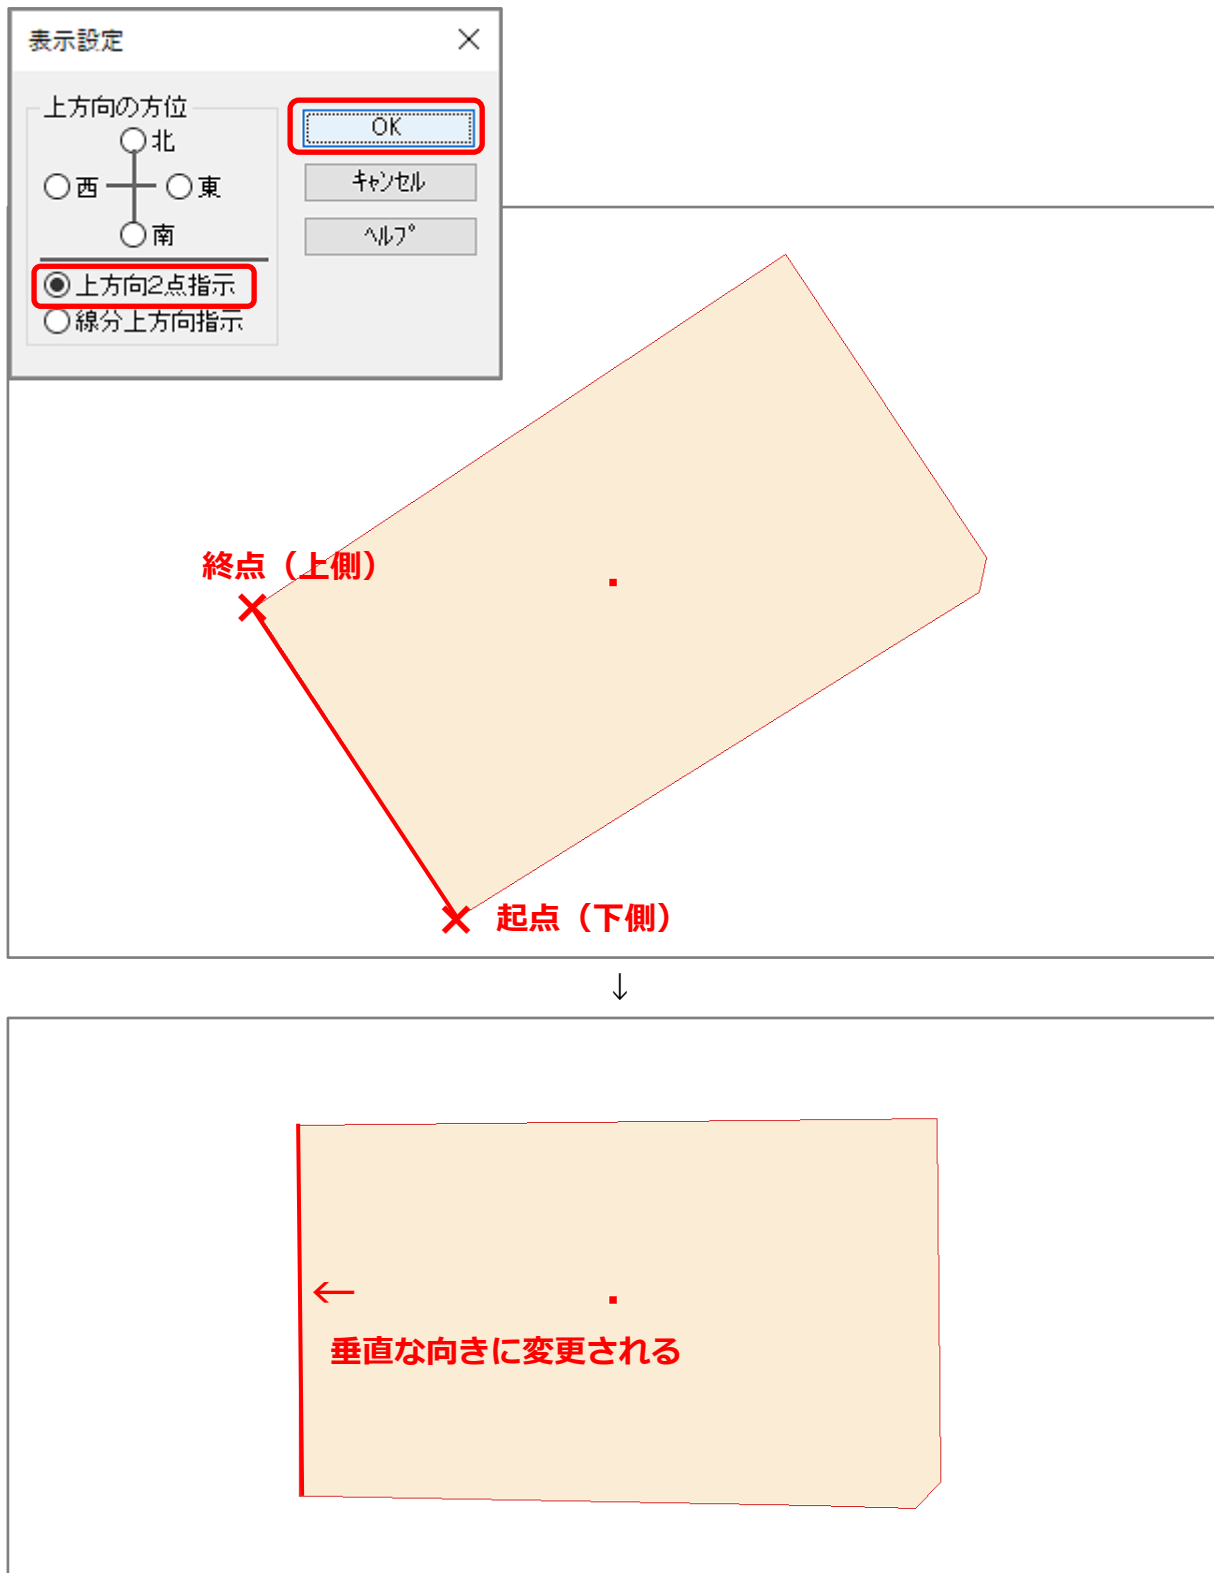 表示設定
上方向の方位
北
西
東
南
上方向2点指示
線分上方向指示
OK
ｷｬﾝｾﾙ
ﾍﾙﾌﾟ
終点（上側）
起点（下側）
↓
←
垂直な向きに変更される